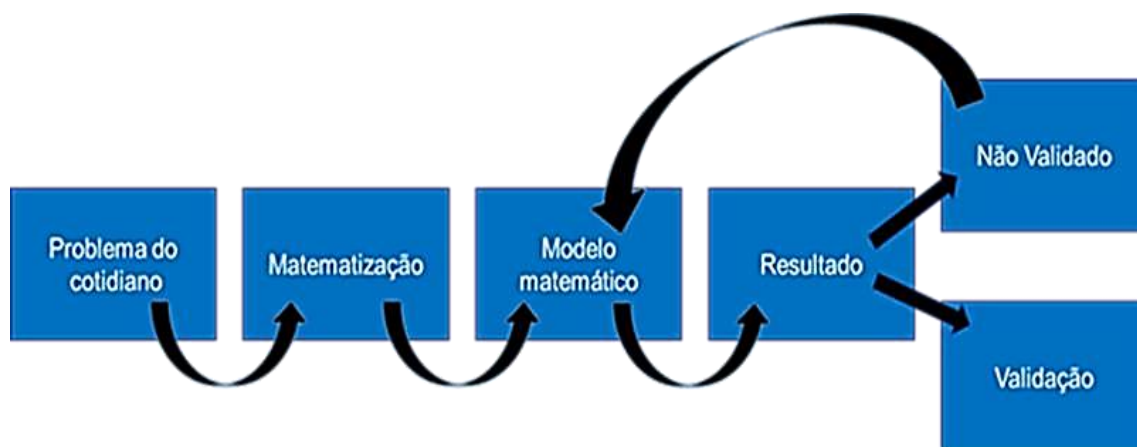 Não Validado
Problema do
cotidiano
Matematização
Modelo
matemático
Resultado
Validação